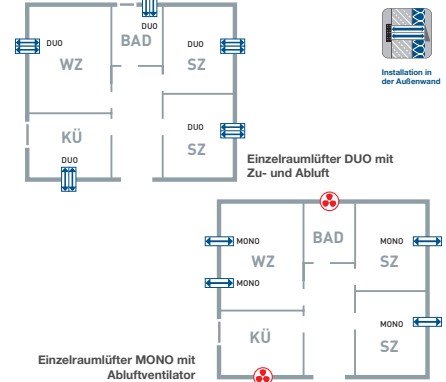 DUO
DUO
BAD
DUO
WZ
SZ
Installation in
der Außenwand
DUO
KÜ
SZ
DUO
Einzelraumlüfter DUO mit
Zu- und Abluft
MONO
BAD
MONO
WZ
SZ
MONO
MONO
KÜ
SZ
Einzelraumlüfter MONO mit
Abluftventilator